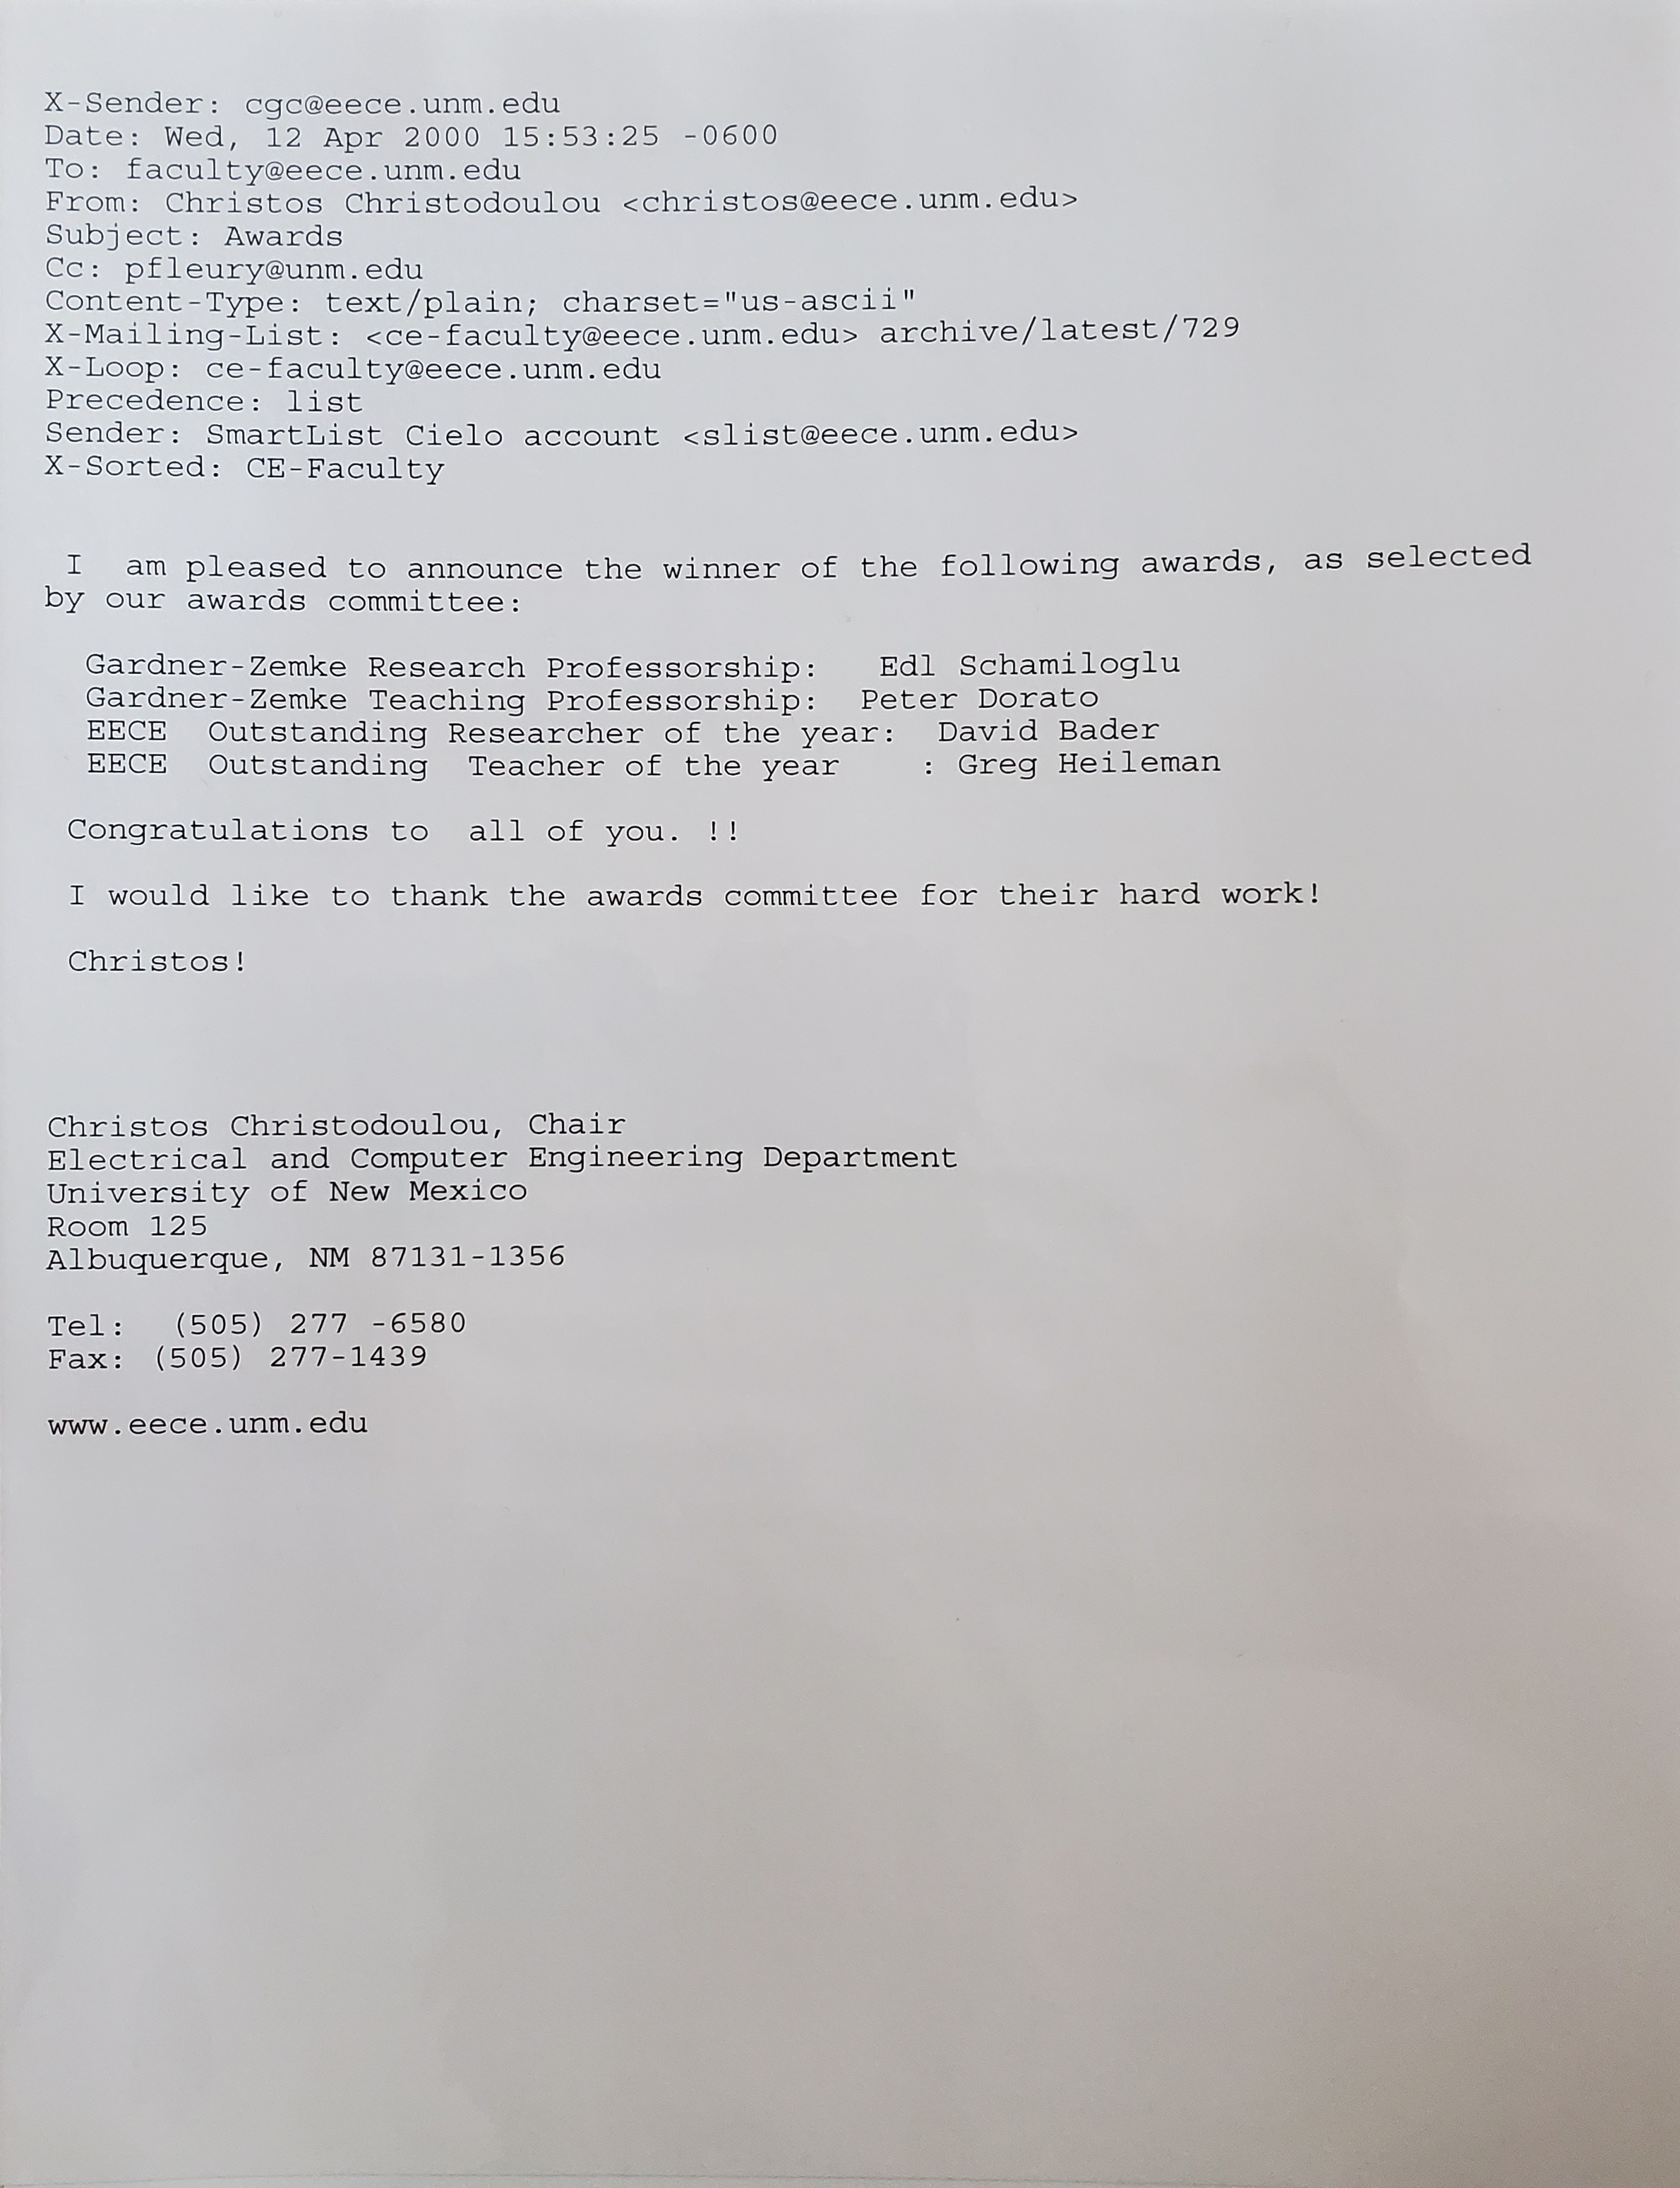 X-Sender: cgc@eece.unm.edu
Date: Wed, 12 Apr 2000 15:53:25 -0600
To: faculty@eece.unm.edu
From: Christos Christodoulou <christos@eece.unm.edu>
Subject: Awards
Cc: pfleury@unm.edu
Content-Type: text/plain; charset="us-ascii"
X-Mailing-List: <ce-faculty@eece.unm.edu> archive/latest/729
X-Loop: ce-faculty@eece.unm.edu
Precedence: list
Sender: SmartList Cielo account <slist@eece.unm.edu>
X-Sorted: CE-Faculty
I  am pleased to announce the winner of the following awards, as selected
by our awards committee:
Gardner-Zemke Research Professorship:   Edl Schamiloglu
Gardner-Zemke Teaching Professorship:  Peter Dorato
EECE  Outstanding Researcher of the year:  David Bader
EECE  Outstanding  Teacher of the year    : Greg Heileman
Congratulations to  all of you. !!
I would like to thank the awards committee for their hard work!
Christos!
Christos Christodoulou, Chair
Electrical and Computer Engineering Department
University of New Mexico
Room 125
Albuquerque, NM 87131-1356
Tel:  (505) 277 -6580
Fax: (505) 277-1439
www.eece.unm.edu